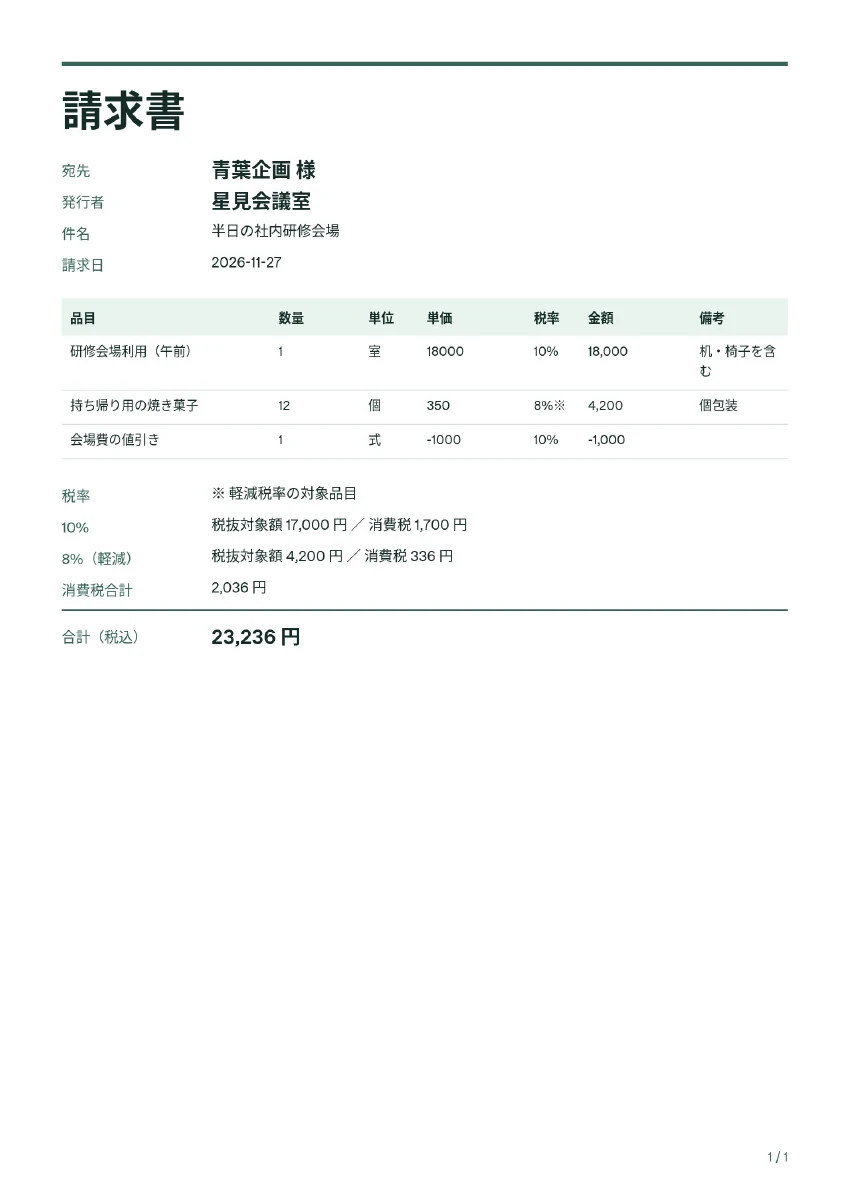 請求書
宛先 青葉企画 様
発行者 星見会議室
件名 半日の社内研修会場
請求日 2026-11-27
品目 数量 単位 単価 税率 金額 備考
研修会場利用（午前） 1 室 18000 10% 18,000 机・椅子を含
む
持ち帰り用の焼き菓子 12 個 350 8%※ 4,200 個包装
会場費の値引き 1 式 -1000 10% -1,000
税率 ※ 軽減税率の対象品目
10% 税抜対象額 17,000 円 ／ 消費税 1,700 円
8%（軽減） 税抜対象額 4,200 円 ／ 消費税 336 円
消費税合計 2,036 円
合計（税込） 23,236 円
1 / 1